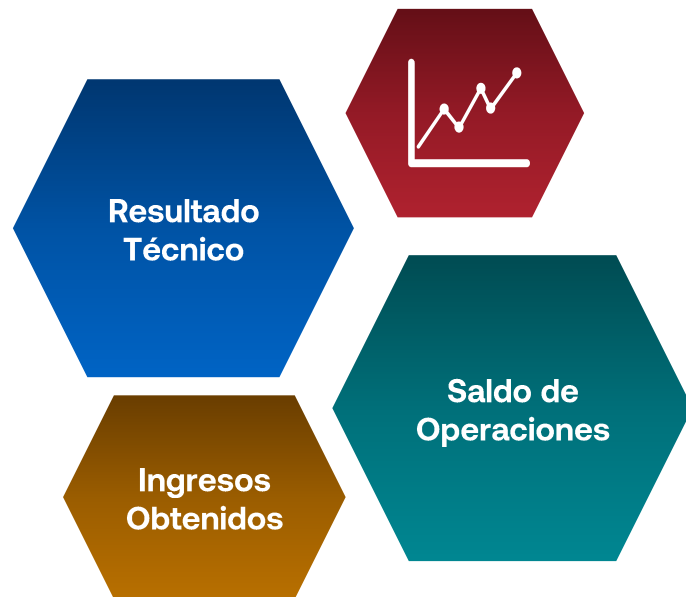 Resultado
Técnico
Saldo de
Operaciones
Ingresos
Obtenidos